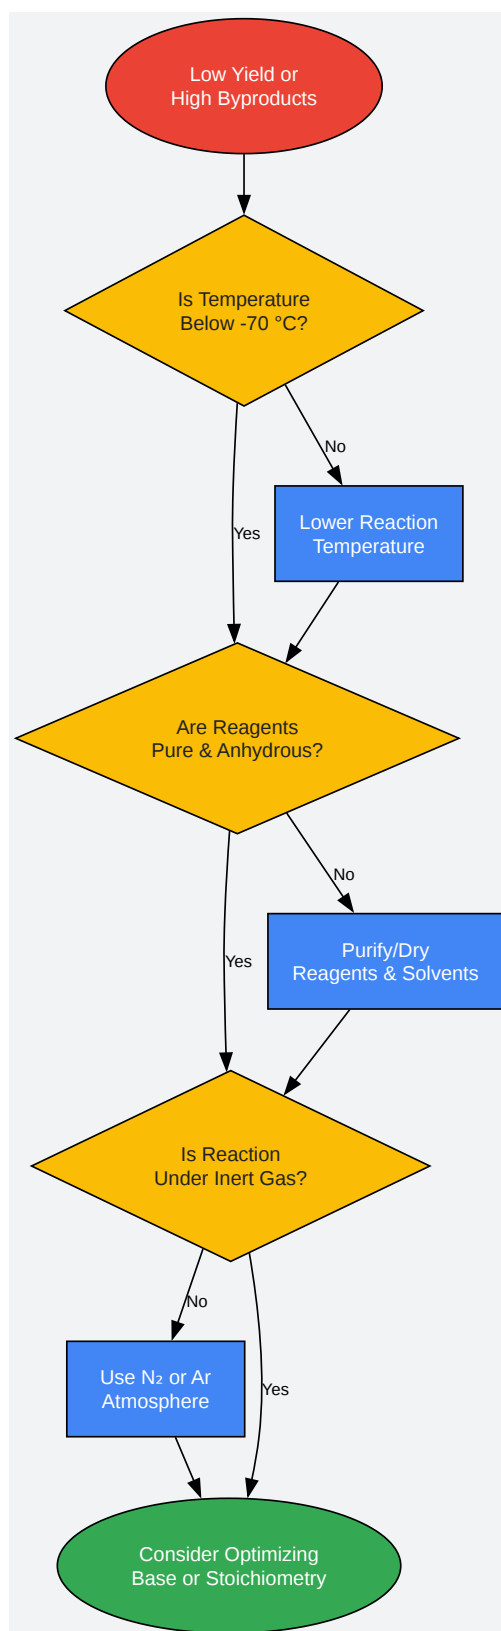 Low Yield or
High Byproducts
Is Temperature
Below -70 °C?
No
Lower Reaction
Temperature
Yes
Are Reagents
Pure & Anhydrous?
No
Purify/Dry
Reagents & Solvents
Yes
Is Reaction
Under Inert Gas?
No
Use N₂ or Ar
Atmosphere
Yes
Consider Optimizing
Base or Stoichiometry